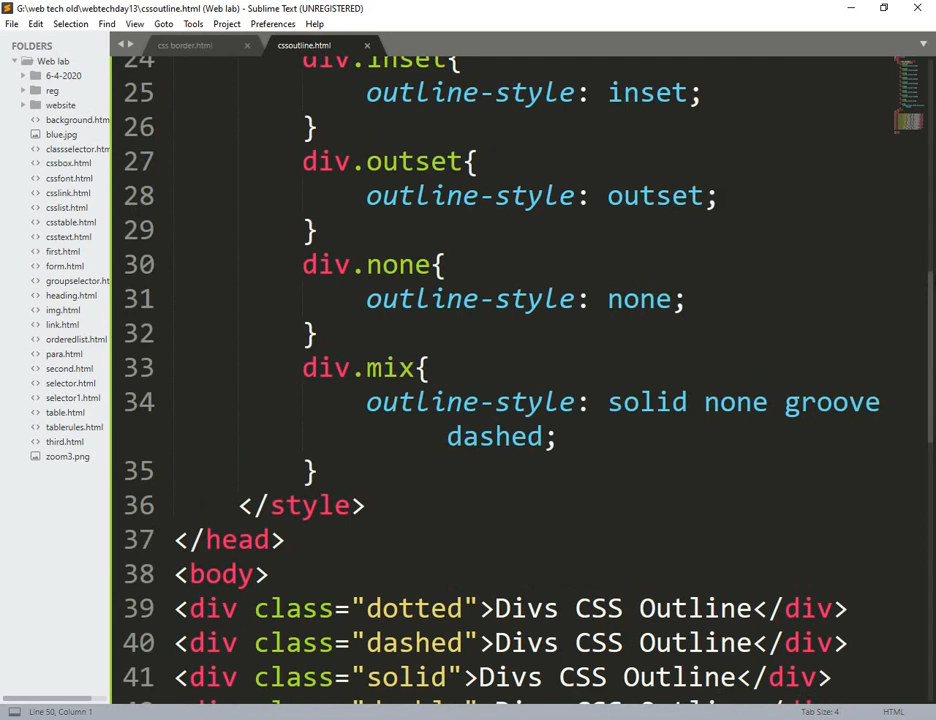 G:\web tech old\webtechday13\cssoutline.html (Web lab) - Sublime Text (UNREGISTERED)
File Edit Selection Find View Goto Tools Project Preferences Help
FOLDERS
Web lab
6-4-2020
reg
website
background.htm
blue.jpg
classselector.htm
cssbox.html
cssfont.html
csslink.html
csslist.html
csstable.html
csstext.html
first.html
form.html
groupselector.ht
heading.html
img.html
link.html
orderedlist.html
para.html
second.html
selector.html
selector1.html
table.html
tablerules.html
third.html
zoom3.png
css border.html
cssoutline.html
24 div.inset{
25 outline-style: inset;
26 }
27 div.outset{
28 outline-style: outset;
29 }
30 div.none{
31 outline-style: none;
32 }
33 div.mix{
34 outline-style: solid none groove
dashed;
35 }
36 </style>
37 </head>
38 <body>
39 <div class="dotted">Divs CSS Outline</div>
40 <div class="dashed">Divs CSS Outline</div>
41 <div class="solid">Divs CSS Outline</div>
Line 50, Column 1
Tab Size: 4
HTML